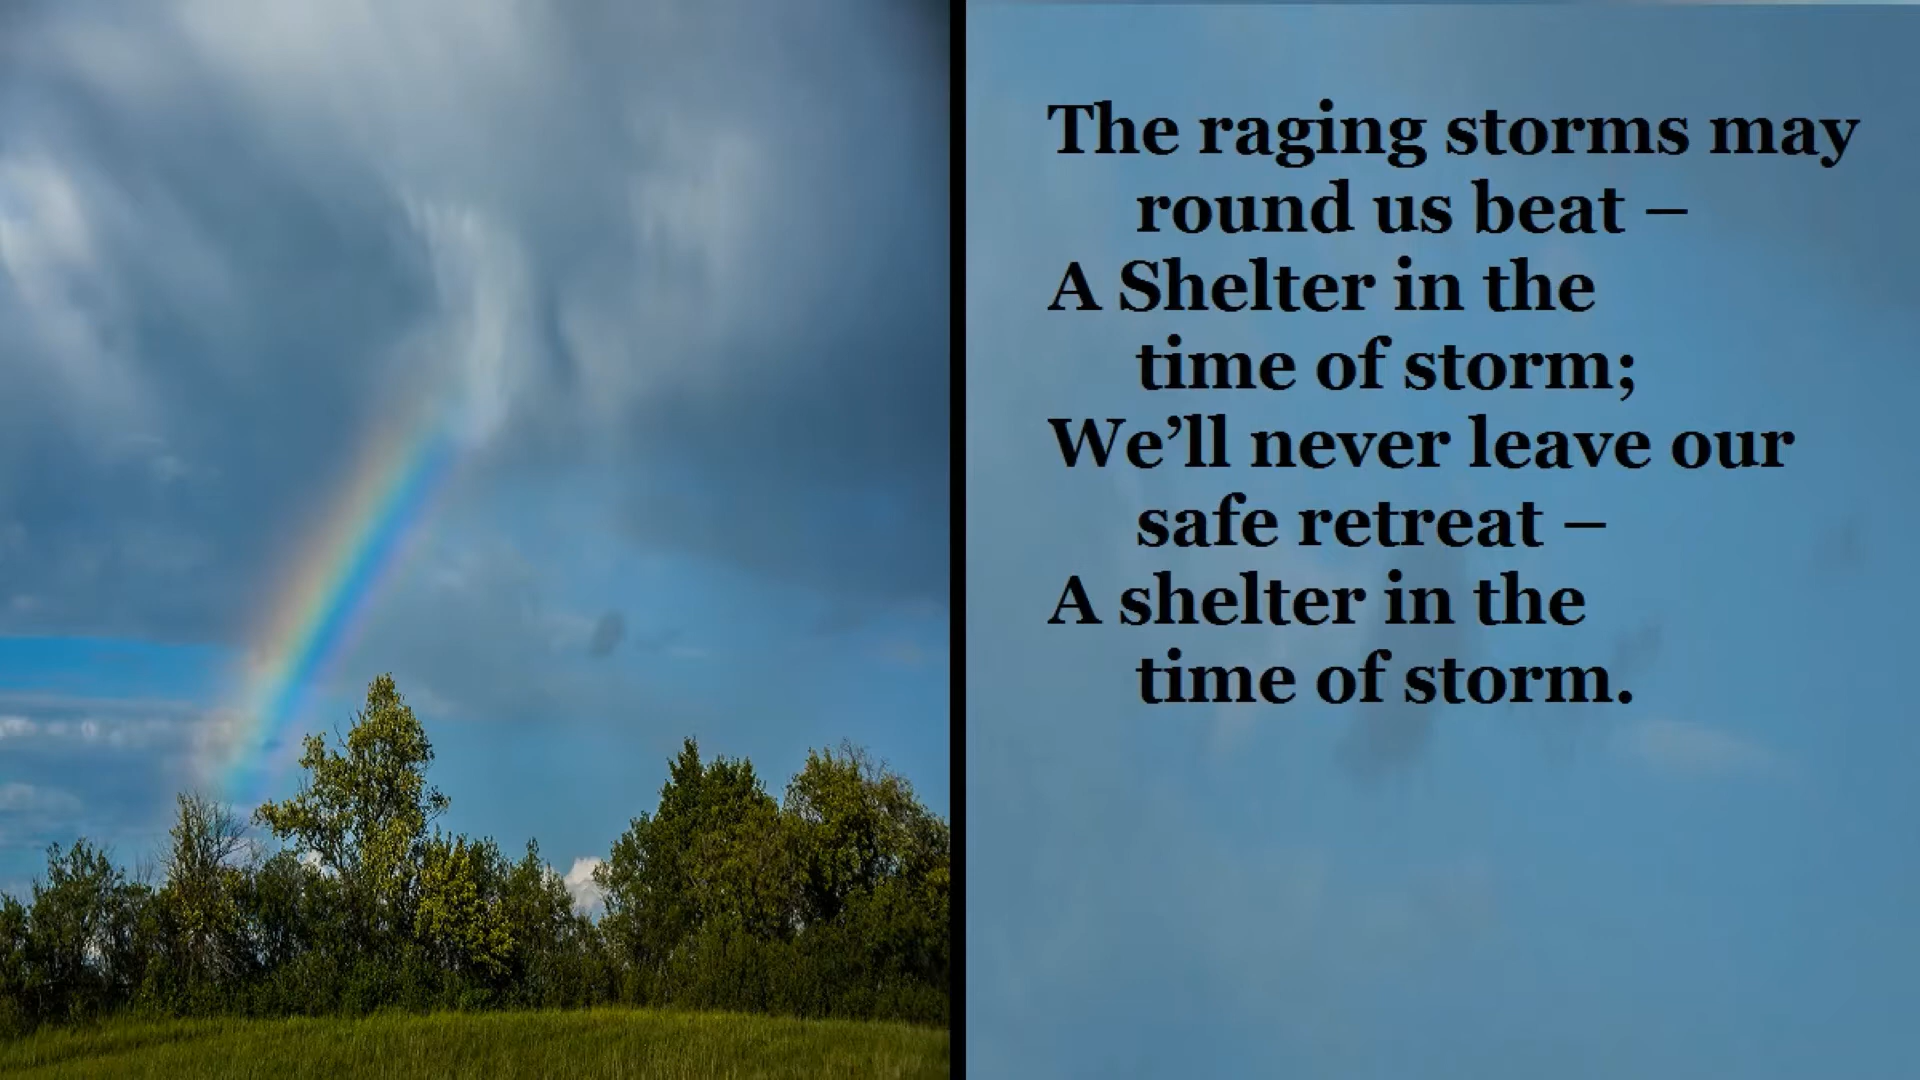 The raging storms may
round us beat –
A Shelter in the
time of storm;
We’ll never leave our
safe retreat –
A shelter in the
time of storm.